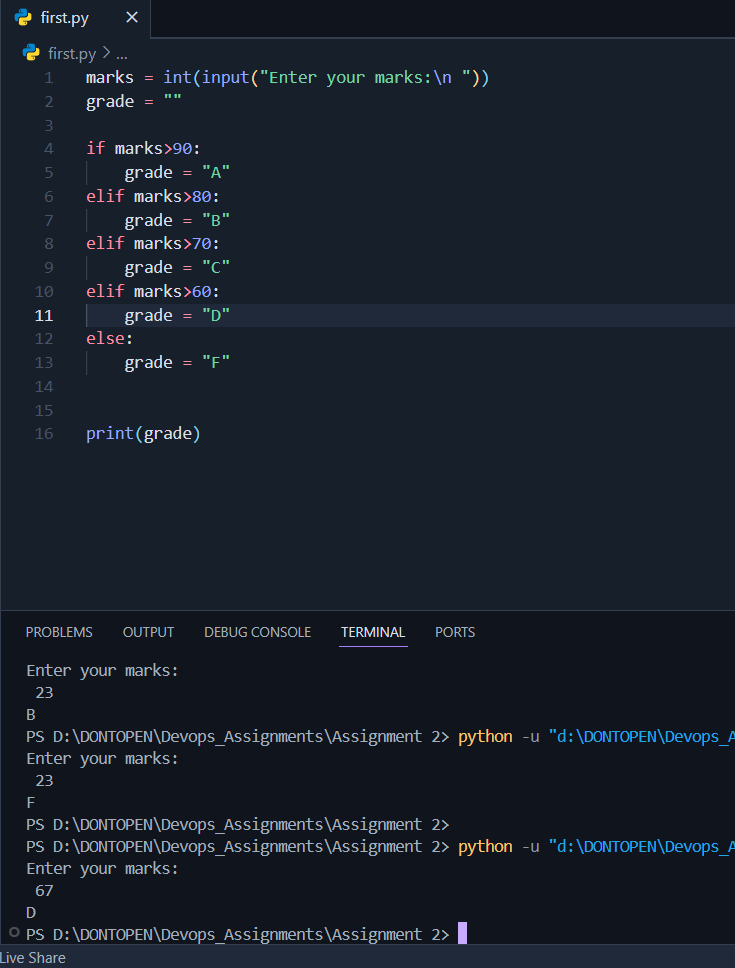 first.py
first.py > ...
1 marks = int(input("Enter your marks:\n "))
2 grade = ""
3
4 if marks>90:
5     grade = "A"
6 elif marks>80:
7     grade = "B"
8 elif marks>70:
9     grade = "C"
10 elif marks>60:
11     grade = "D"
12 else:
13     grade = "F"
14
15
16 print(grade)
PROBLEMS OUTPUT DEBUG CONSOLE TERMINAL PORTS
Enter your marks:
 23
B
PS D:\DONTOPEN\Devops_Assignments\Assignment 2> python -u "d:\DONTOPEN\Devops_A
Enter your marks:
 23
F
PS D:\DONTOPEN\Devops_Assignments\Assignment 2>
PS D:\DONTOPEN\Devops_Assignments\Assignment 2> python -u "d:\DONTOPEN\Devops_A
Enter your marks:
 67
D
PS D:\DONTOPEN\Devops_Assignments\Assignment 2>
Live Share